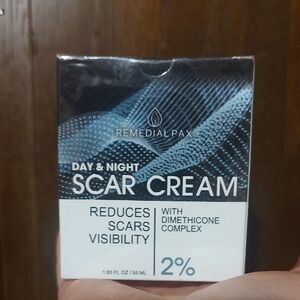 REMEDIAL PAX
DAY & NIGHT
SCAR CREAM
REDUCES
SCARS
VISIBILITY
WITH
DIMETHICONE
COMPLEX
1.85 FL OZ / 55 ML
2%